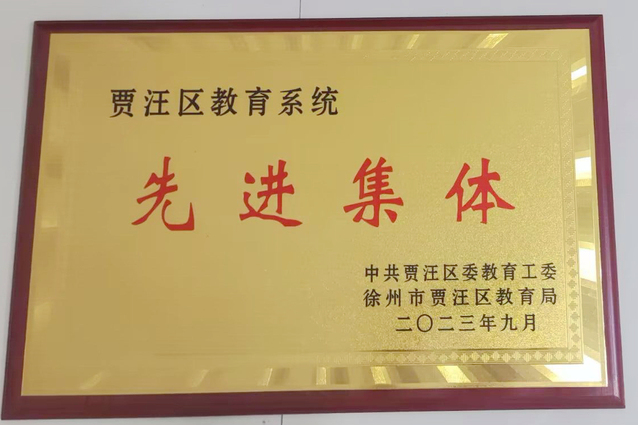 贾汪区教育系统
先进集体
中共贾汪区委教育工委
徐州市贾汪区教育局
二〇二三年九月